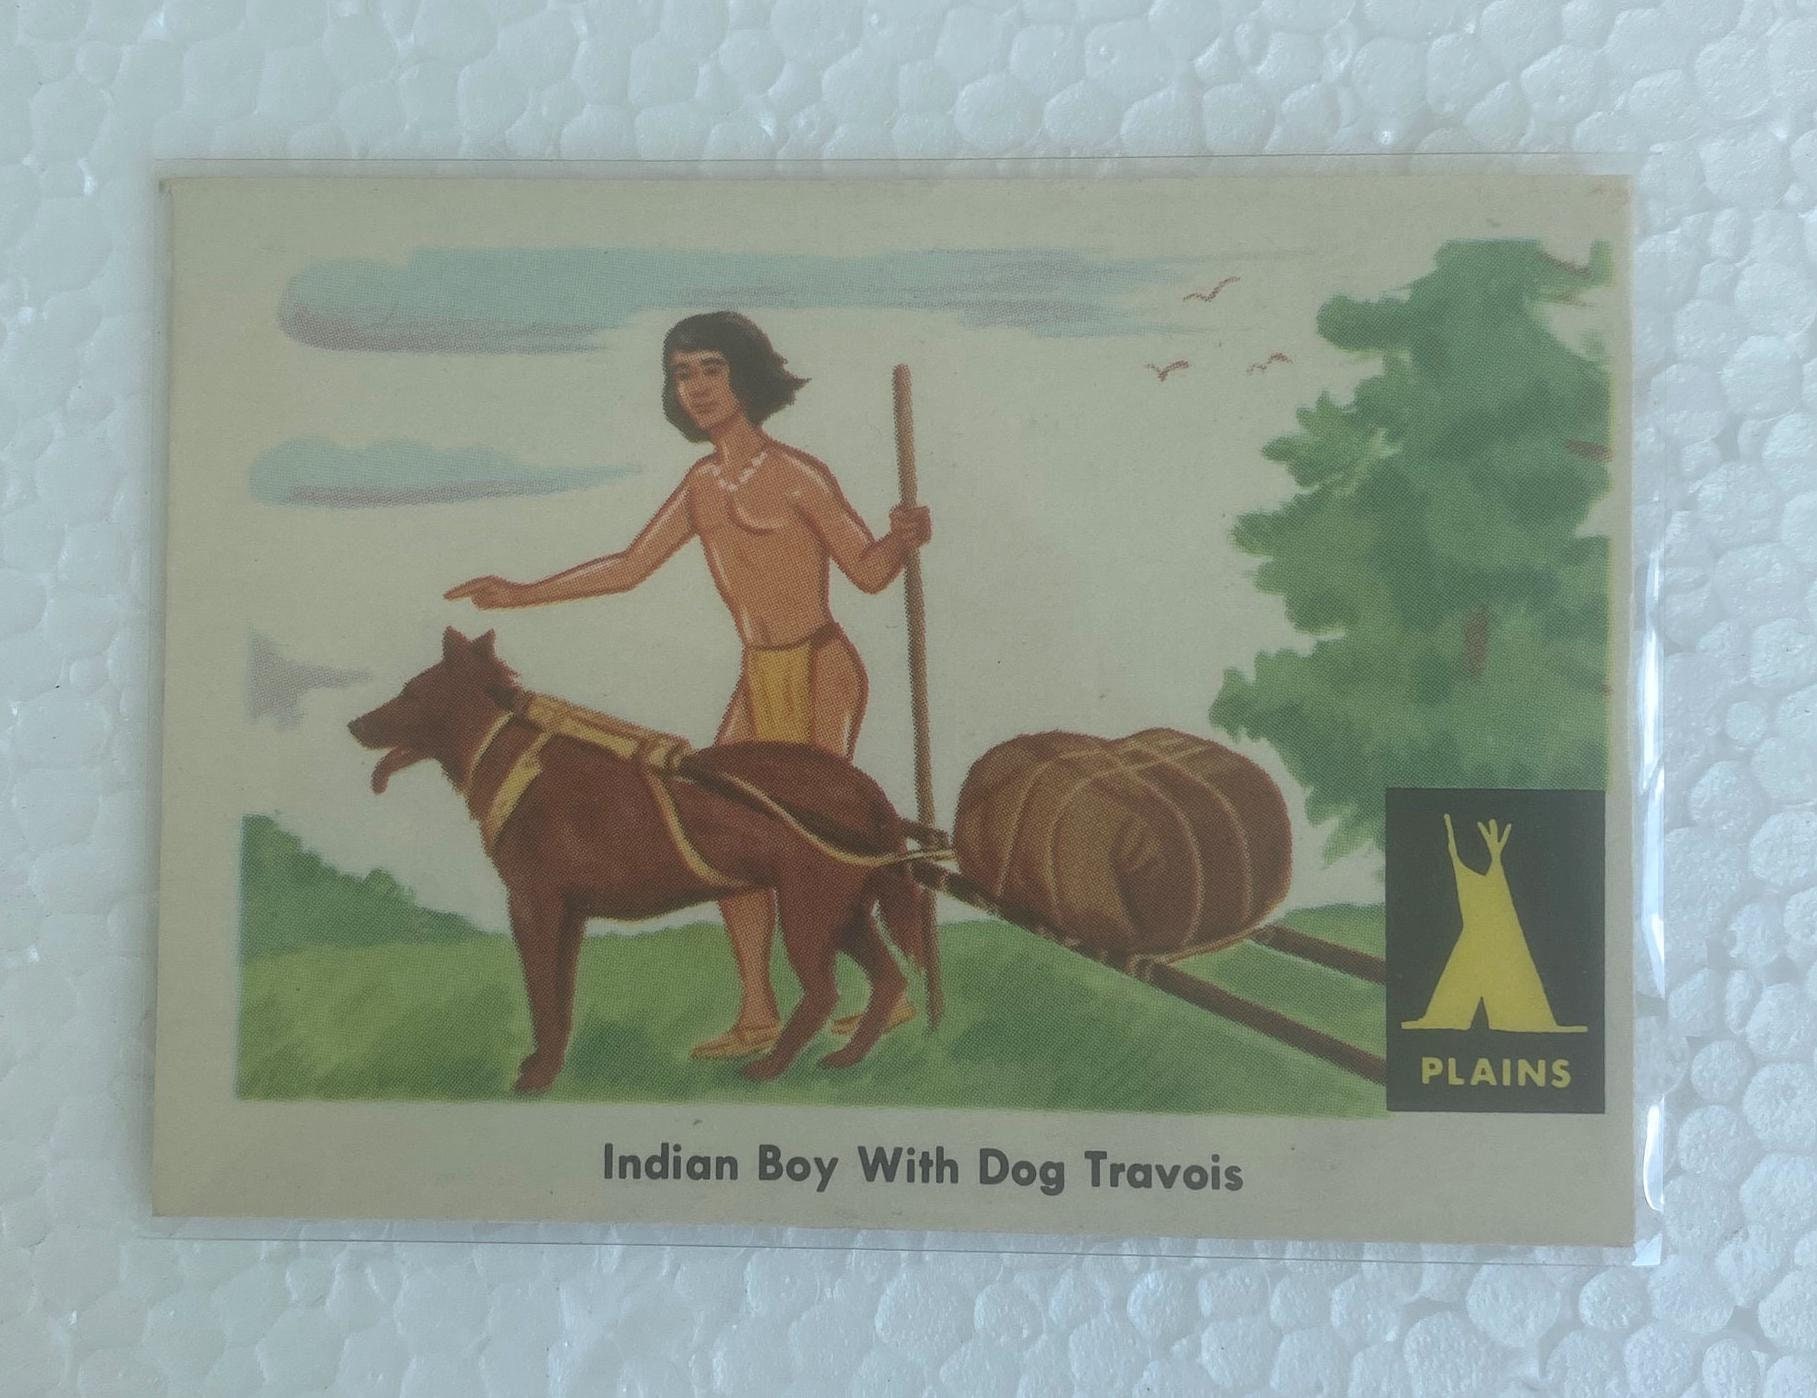 PLAINS
Indian Boy With Dog Travois